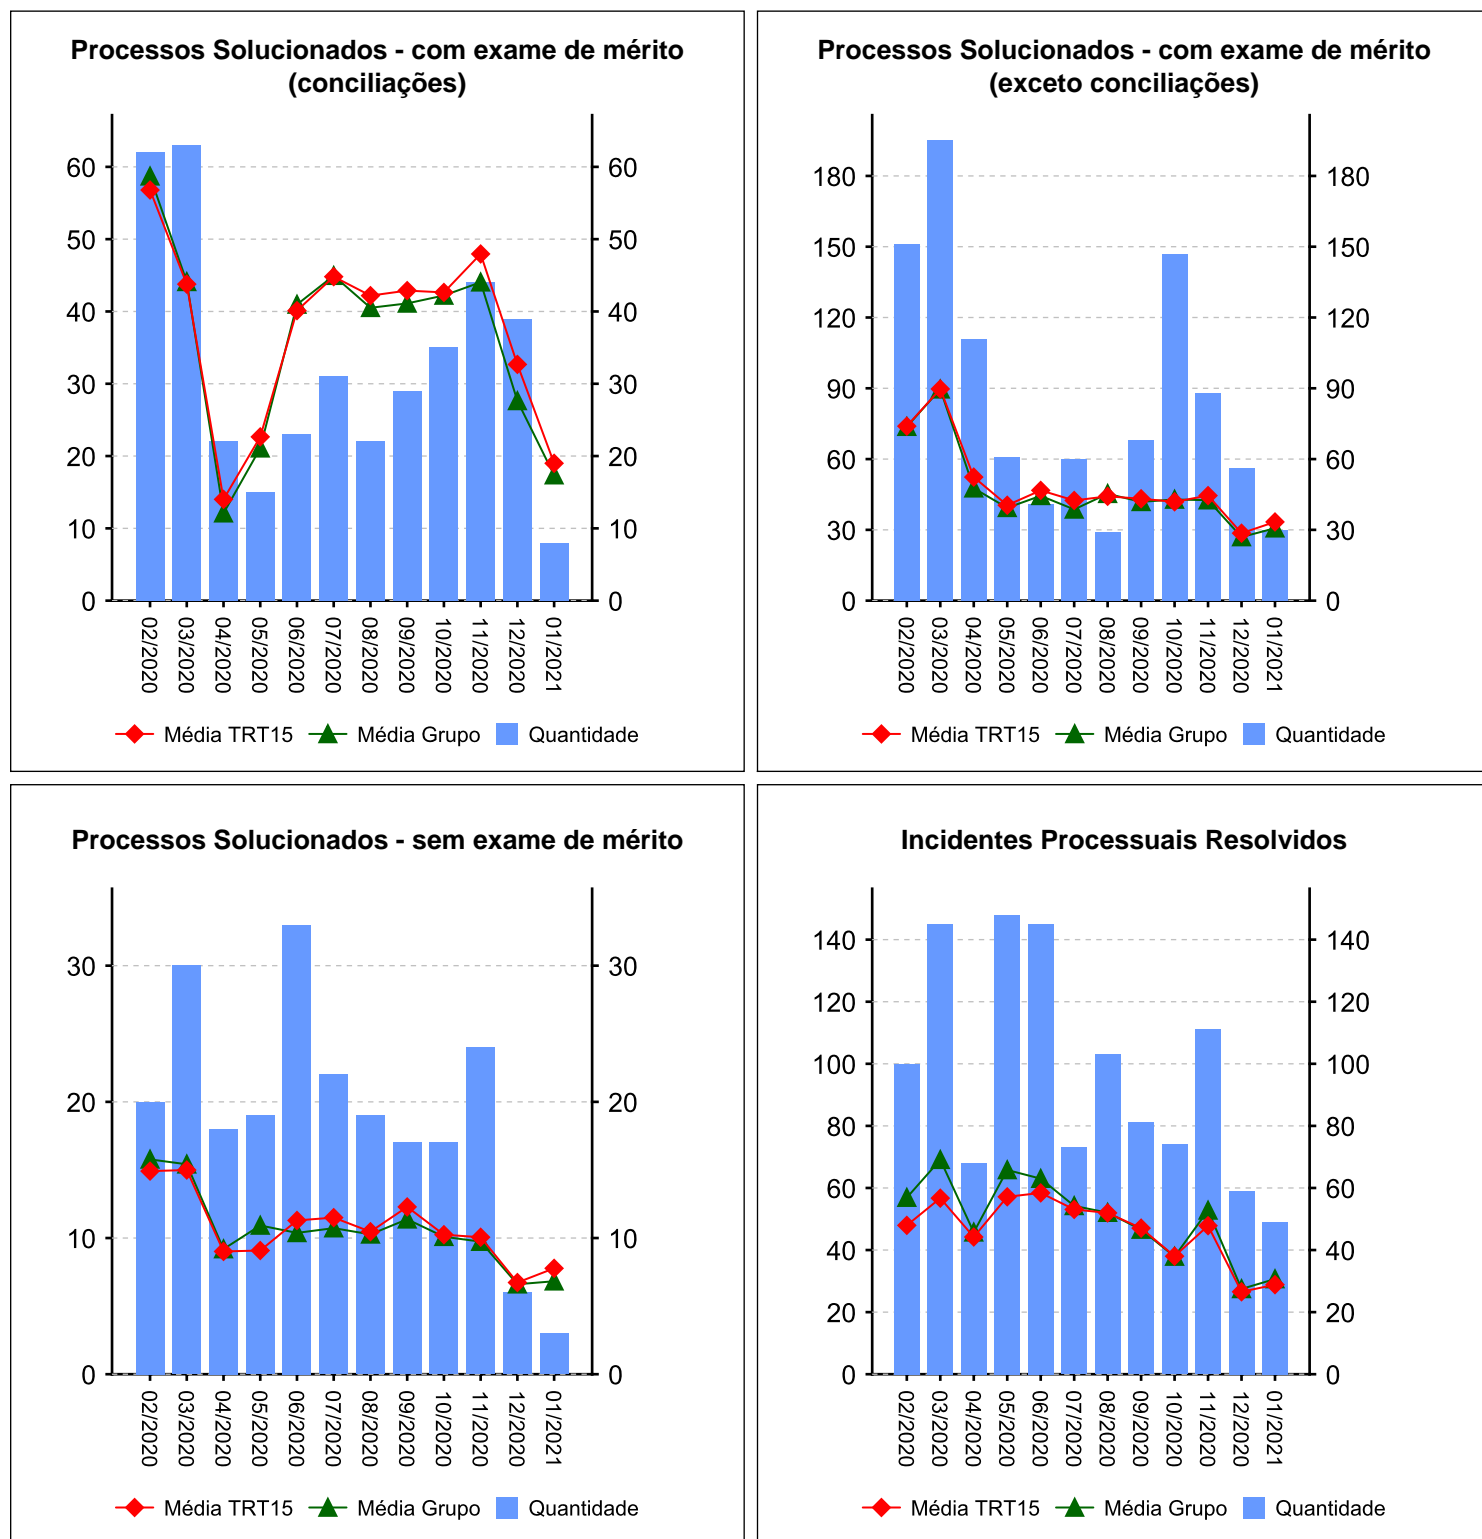 Processos Solucionados - com exame de mérito
(conciliações)
60 60
50 50
40 40
30 30
20 20
10 10
0 0
02/2020 03/2020 04/2020 05/2020 06/2020 07/2020 08/2020 09/2020 10/2020 11/2020 12/2020 01/2021
Média TRT15 Média Grupo Quantidade
Processos Solucionados - com exame de mérito
(exceto conciliações)
180 180
150 150
120 120
90 90
60 60
30 30
0 0
02/2020 03/2020 04/2020 05/2020 06/2020 07/2020 08/2020 09/2020 10/2020 11/2020 12/2020 01/2021
Média TRT15 Média Grupo Quantidade
Processos Solucionados - sem exame de mérito
30 30
20 20
10 10
0 0
02/2020 03/2020 04/2020 05/2020 06/2020 07/2020 08/2020 09/2020 10/2020 11/2020 12/2020 01/2021
Média TRT15 Média Grupo Quantidade
Incidentes Processuais Resolvidos
140 140
120 120
100 100
80 80
60 60
40 40
20 20
0 0
02/2020 03/2020 04/2020 05/2020 06/2020 07/2020 08/2020 09/2020 10/2020 11/2020 12/2020 01/2021
Média TRT15 Média Grupo Quantidade